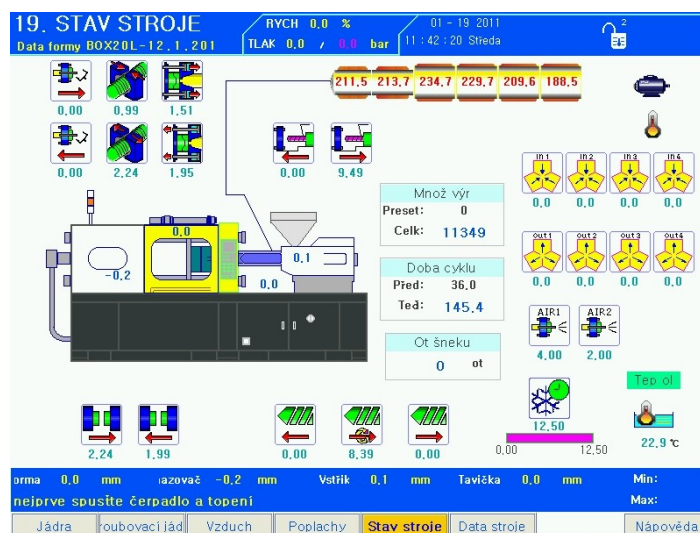 19. STAV STROJE
RYCH 0,0 %
01 - 19 2011
2
Data formy BOX20L-12.1.201
TLAK 0,0 / 0,0 bar
11 : 42 : 20 Středa
211,5 213,7 234,7 229,7 209,6 188,5
0,00 0,99 1,51
0,00 2,24 1,95
0,00 9,49
in1 in2 in3 in4
0,0 0,0 0,0 0,0
Množ výr
Preset: 0
Celk: 11349
out1 out2 out3 out4
0,0 0,0 0,0 0,0
0,0
-0,2
0,1
0,0
Doba cyklu
Před: 36,0
Teď: 145,4
AIR1 AIR2
4,00 2,00
Ot šneku
0 ot
Tep ol
12,50
0,00 12,50
22,9 °C
2,24 1,99
0,00 8,39 0,00
orma 0,0 mm
nazovač -0,2 mm
Vstřik 0,1 mm
Tavička 0,0 mm
Min:
nejprve spusťte čerpadlo a topení
Max:
Jádra
roubovací jád
Vzduch
Poplachy
Stav stroje
Data stroje
Nápověda